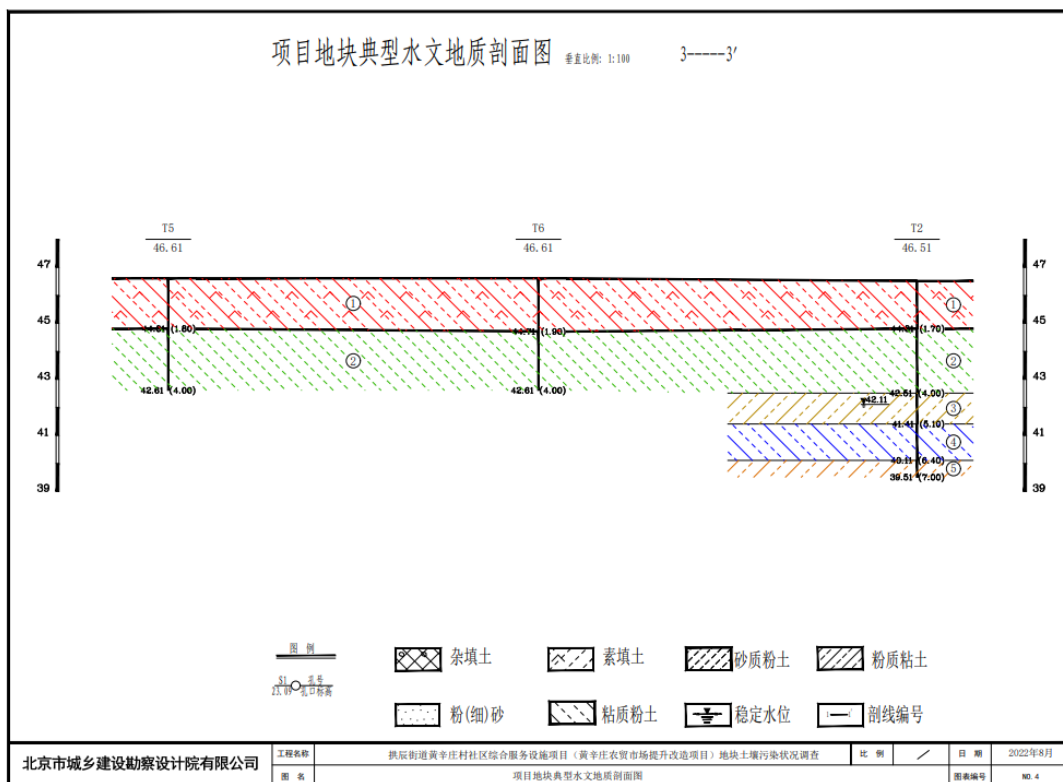 项目地块典型水文地质剖面图 垂直比例: 1:100 3-----3′
T5 T6 T2
46.61 46.61 46.51
47 47
① ①
45 44.81 (1.80) 44.71 (1.90) 44.81 (1.70) 45
② ②
43 43
42.61 (4.00) 42.61 (4.00) 42.51 (4.00)
42.11 ③
41 41.41 (5.10) 41
④
40.11 (6.40)
⑤
39 39.51 (7.00) 39
图 例 杂填土 素填土 砂质粉土 粉质粘土
S1 孔号
23.09 孔口标高
粉(细)砂 粘质粉土 稳定水位 剖线编号
北京市城乡建设勘察设计院有限公司 工程名称 拱辰街道黄辛庄村社区综合服务设施项目（黄辛庄农贸市场提升改造项目）地块土壤污染状况调查 比 例 ／ 日 期 2022年8月
图 名 项目地块典型水文地质剖面图 图表编号 NO.4